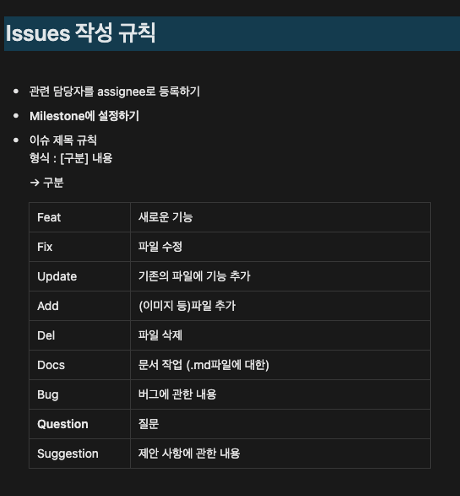 Issues 작성 규칙
관련 담당자를 assignee로 등록하기
Milestone에 설정하기
이슈 제목 규칙
형식 : [구분] 내용
→ 구분
Feat 새로운 기능
Fix 파일 수정
Update 기존의 파일에 기능 추가
Add (이미지 등)파일 추가
Del 파일 삭제
Docs 문서 작업 (.md파일에 대한)
Bug 버그에 관한 내용
Question 질문
Suggestion 제안 사항에 관한 내용